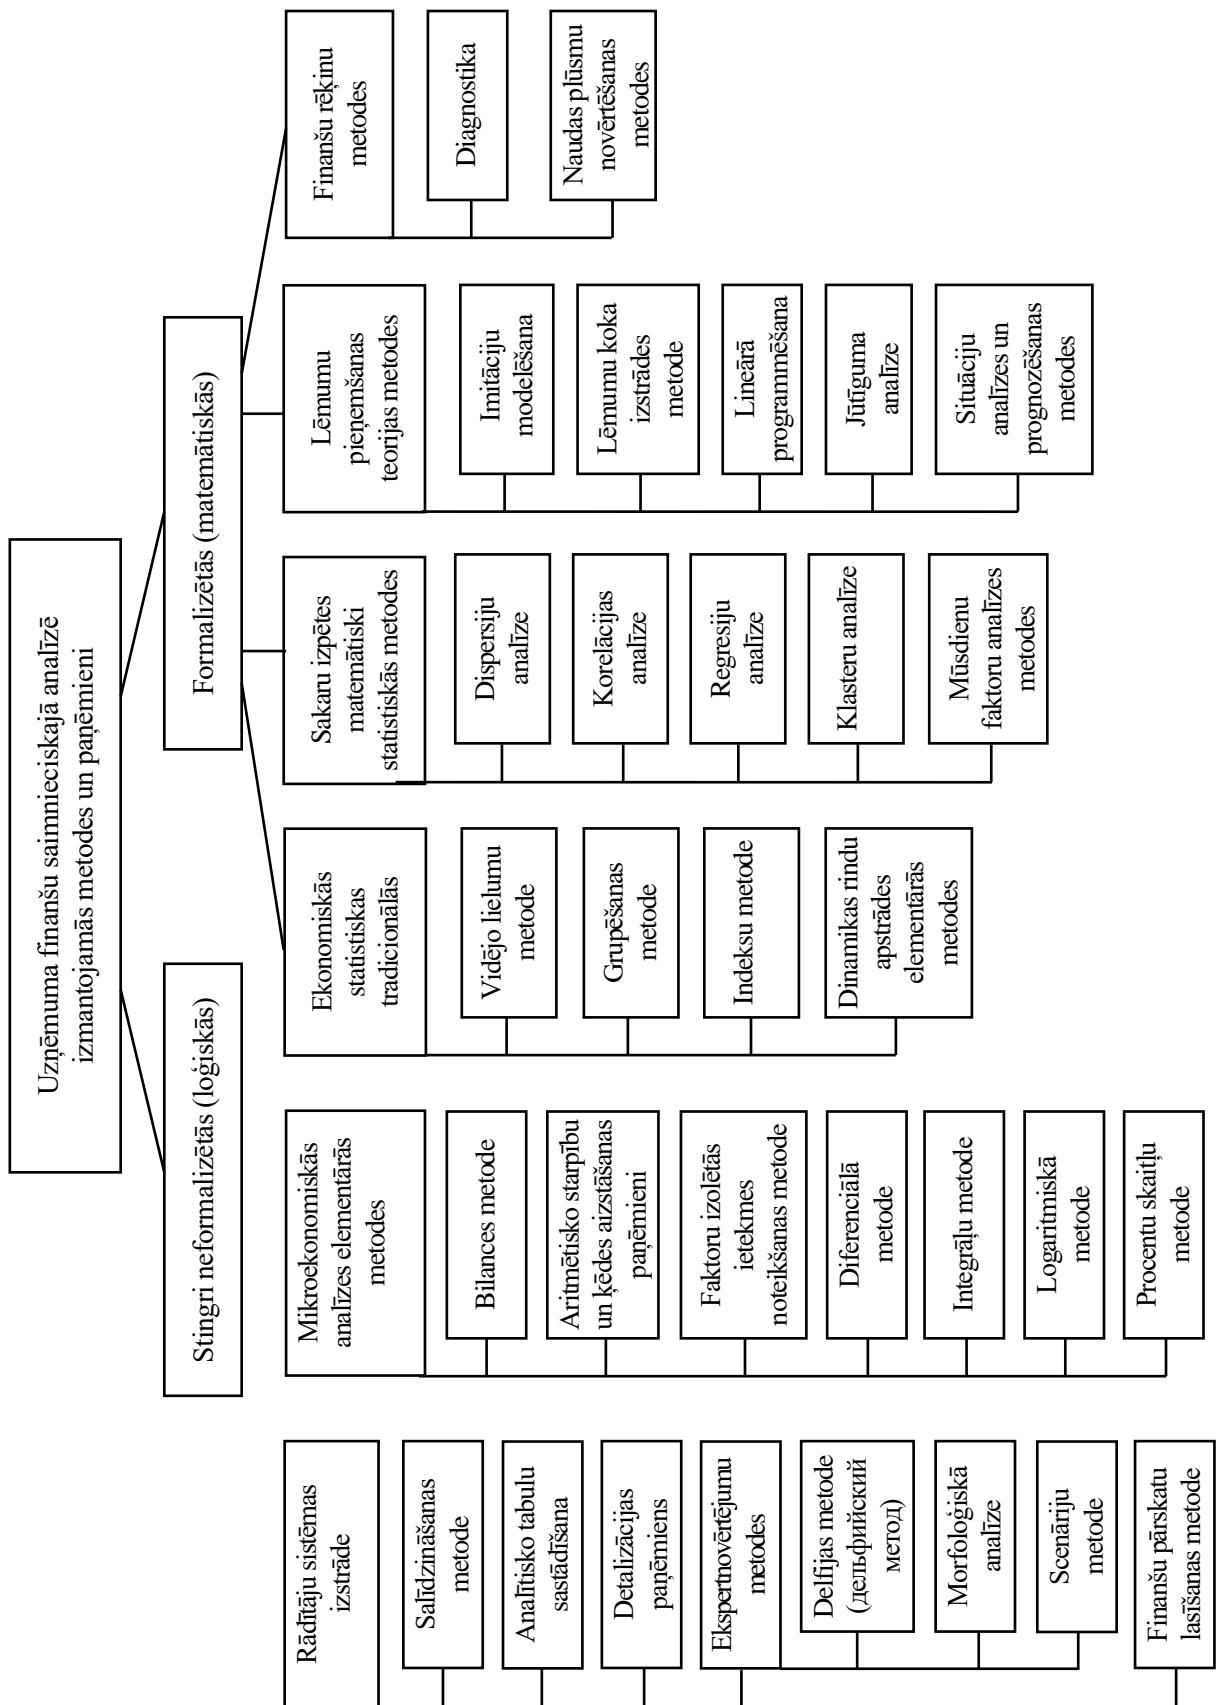 Uzņēmuma finanšu saimnieciskajā analīzē
izmantojamās metodes un paņēmieni
Stingri neformalizētās (loģiskās)
Formalizētās (matemātiskās)
Rādītāju sistēmas
izstrāde
Salīdzināšanas
metode
Analītisko tabulu
sastādīšana
Detalizācijas
paņēmiens
Ekspertnovērtējumu
metodes
Delfijas metode
(дельфийский
метод)
Morfoloģiskā
analīze
Scenāriju
metode
Finanšu pārskatu
lasīšanas metode
Mikroekonomiskās
analīzes elementārās
metodes
Bilances metode
Aritmētisko starpību
un ķēdes aizstāšanas
paņēmieni
Faktoru izolētās
ietekmes
noteikšanas metode
Diferenciālā
metode
Integrāļu metode
Logaritmiskā
metode
Procentu skaitļu
metode
Ekonomiskās
statistiskas
tradicionālās
Vidējo lielumu
metode
Grupēšanas
metode
Indeksu metode
Dinamikas rindu
apstrādes
elementārās
metodes
Sakaru izpētes
matemātiski
statistiskās metodes
Dispersiju
analīze
Korelācijas
analīze
Regresiju
analīze
Klasteru analīze
Mūsdienu
faktoru analīzes
metodes
Lēmumu
pieņemšanas
teorijas metodes
Imitāciju
modelēšana
Lēmumu koka
izstrādes
metode
Lineārā
programmēšana
Jūtīguma
analīze
Situāciju
analīzes un
prognozēšanas
metodes
Finanšu rēķinu
metodes
Diagnostika
Naudas plūsmu
novērtēšanas
metodes